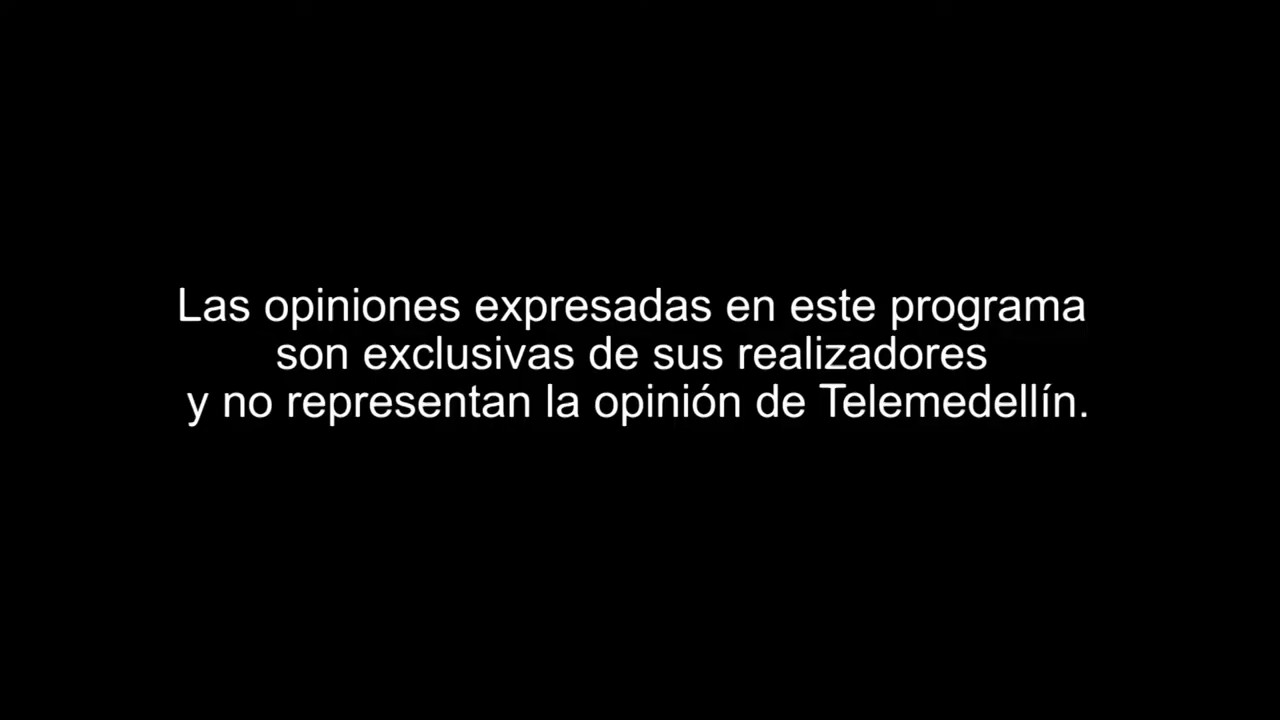 Las opiniones expresadas en este programa
son exclusivas de sus realizadores
y no representan la opinión de Telemedellín.